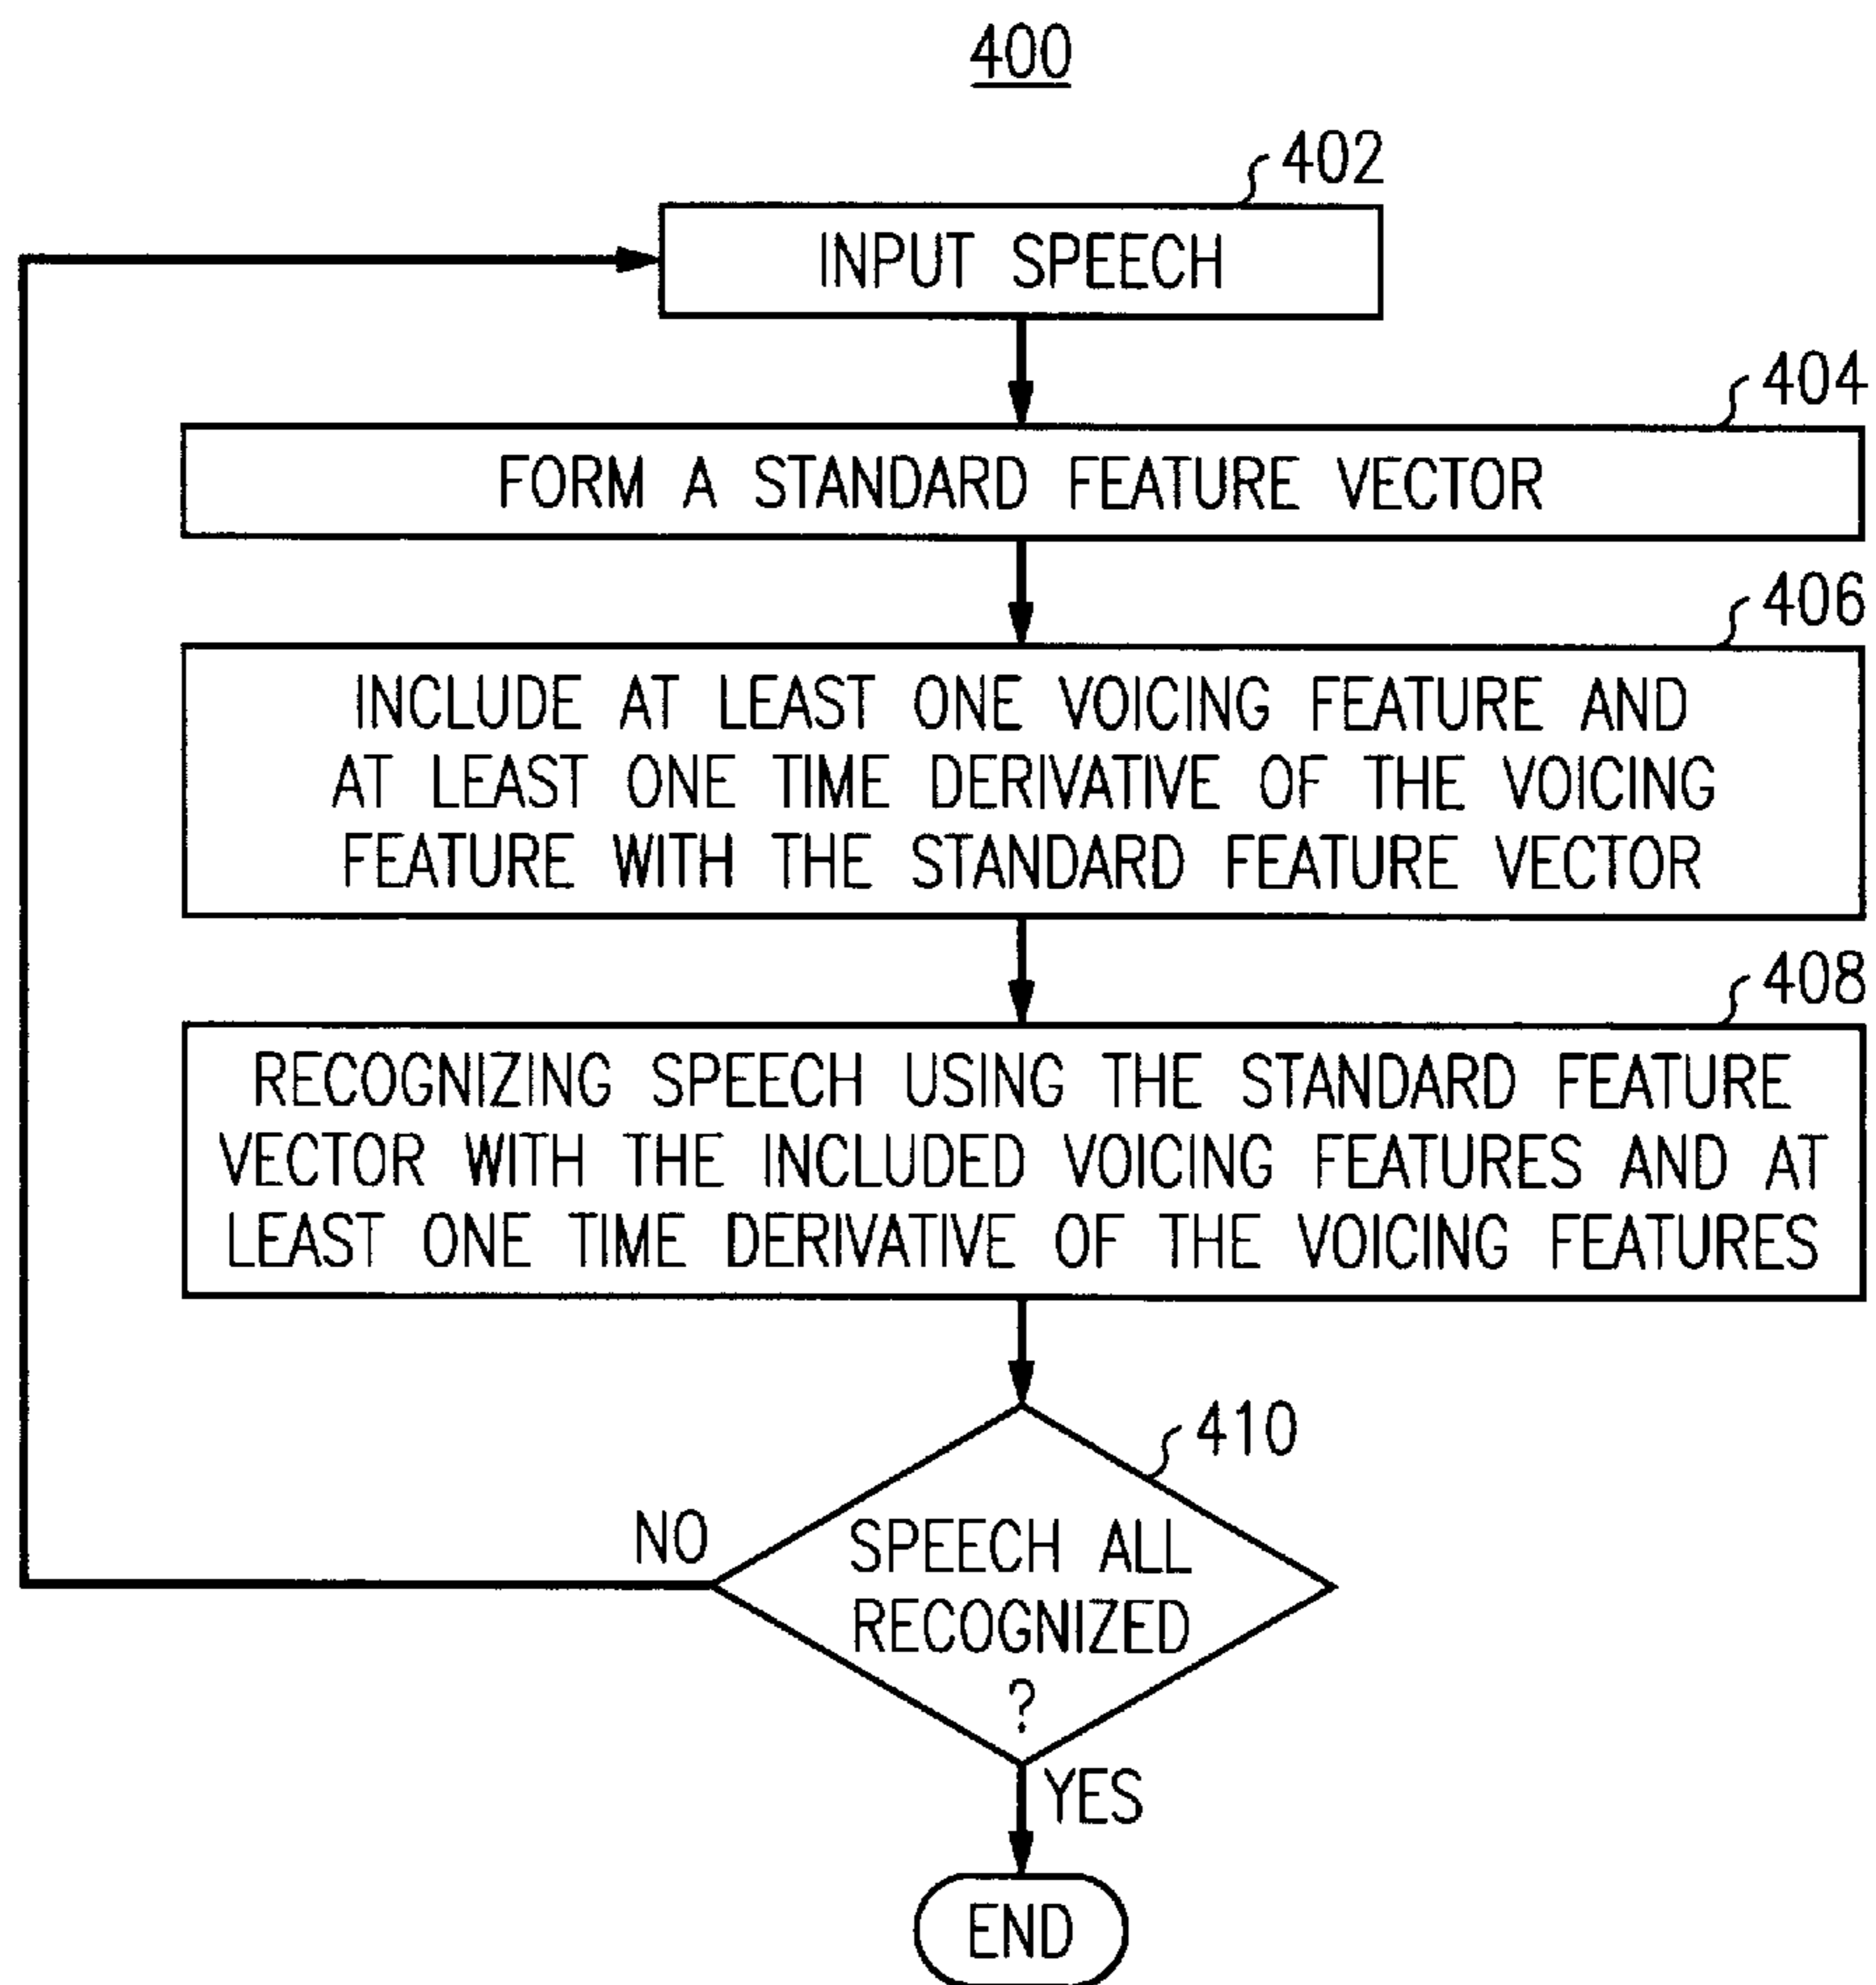 400
402
INPUT SPEECH
404
FORM A STANDARD FEATURE VECTOR
406
INCLUDE AT LEAST ONE VOICING FEATURE AND
AT LEAST ONE TIME DERIVATIVE OF THE VOICING
FEATURE WITH THE STANDARD FEATURE VECTOR
408
RECOGNIZING SPEECH USING THE STANDARD FEATURE
VECTOR WITH THE INCLUDED VOICING FEATURES AND AT
LEAST ONE TIME DERIVATIVE OF THE VOICING FEATURES
410
NO
SPEECH ALL
RECOGNIZED
?
YES
END